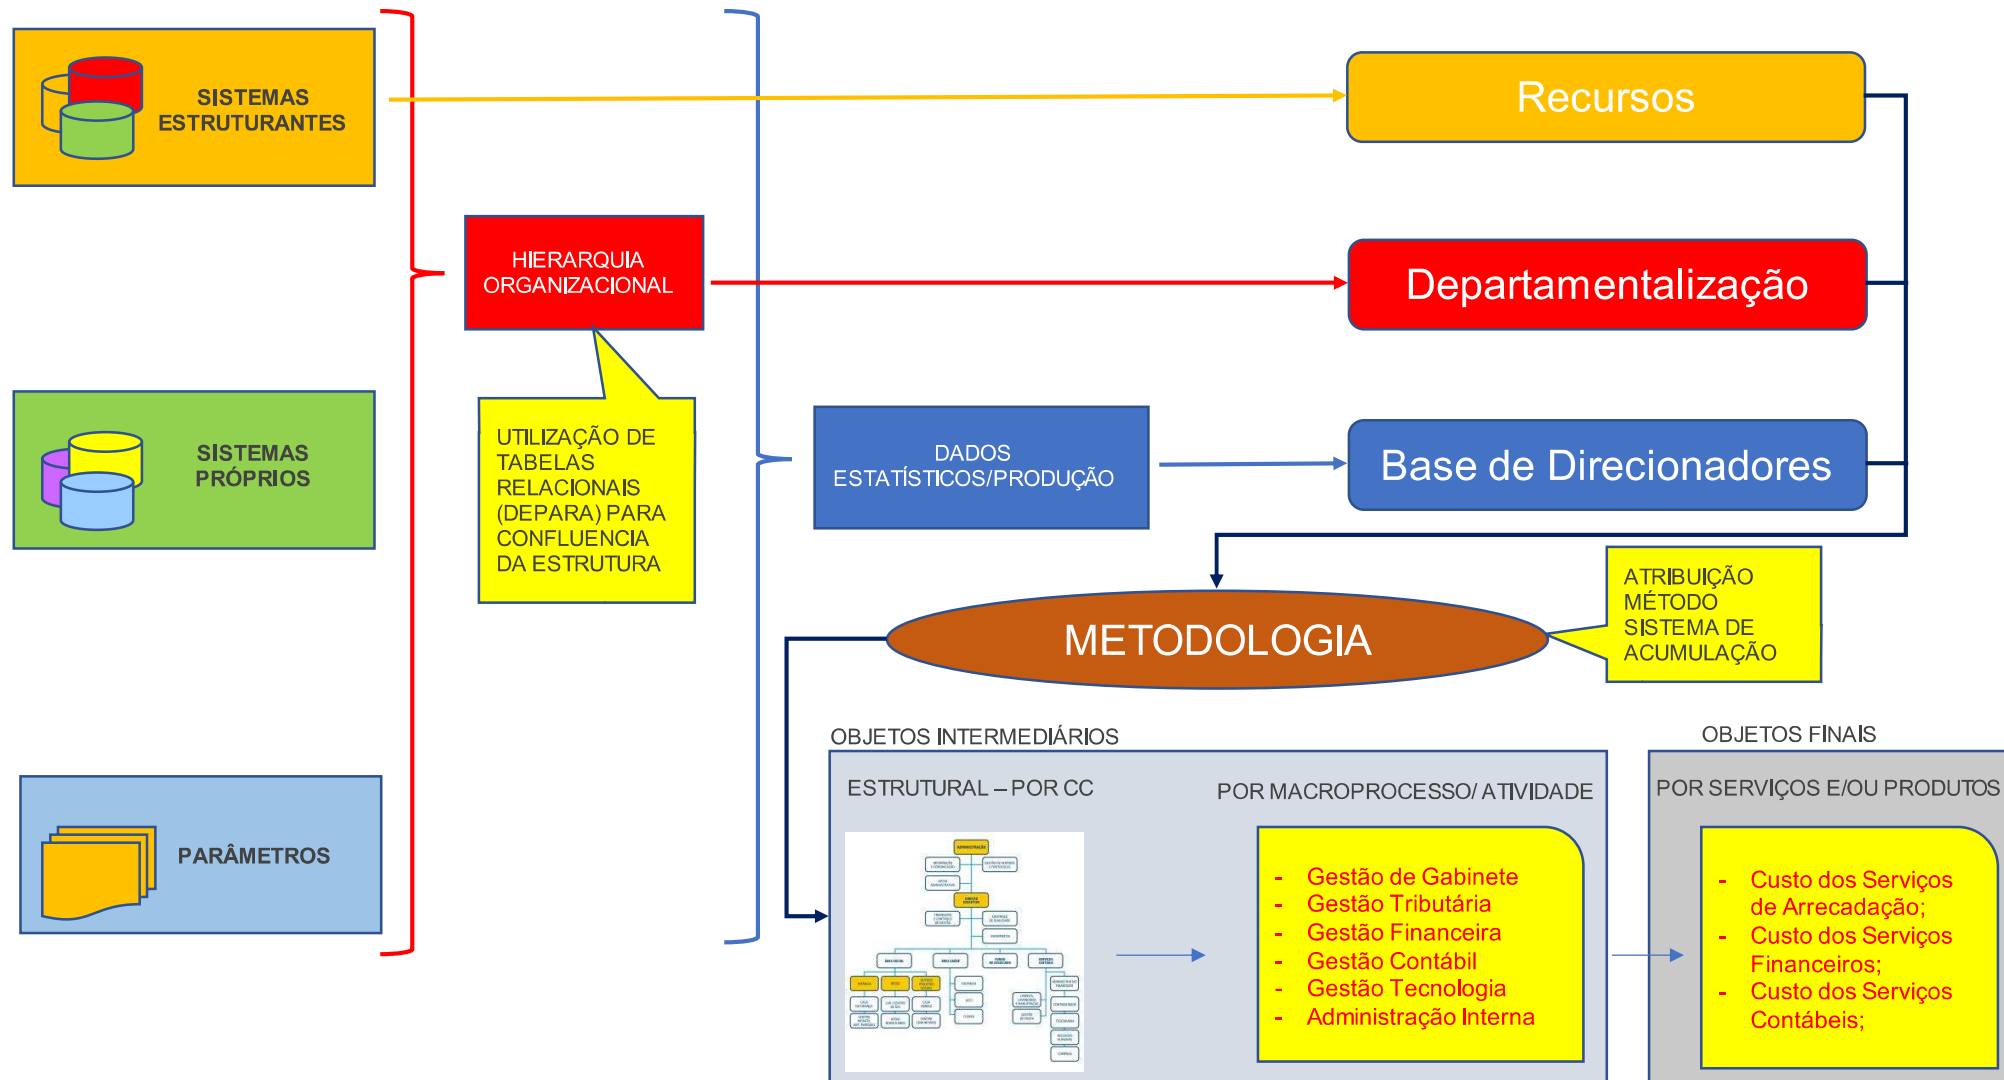 SISTEMAS
ESTRUTURANTES
SISTEMAS
PRÓPRIOS
PARÂMETROS
HIERARQUIA
ORGANIZACIONAL
UTILIZAÇÃO DE
TABELAS
RELACIONAIS
(DEPARA) PARA
CONFLUENCIA
DA ESTRUTURA
DADOS
ESTATÍSTICOS/PRODUÇÃO
Recursos
Departamentalização
Base de Direcionadores
METODOLOGIA
ATRIBUIÇÃO
MÉTODO
SISTEMA DE
ACUMULAÇÃO
OBJETOS INTERMEDIÁRIOS
ESTRUTURAL – POR CC
ADMINISTRAÇÃO
POR MACROPROCESSO/ ATIVIDADE
- Gestão de Gabinete
- Gestão Tributária
- Gestão Financeira
- Gestão Contábil
- Gestão Tecnologia
- Administração Interna
OBJETOS FINAIS
POR SERVIÇOS E/OU PRODUTOS
- Custo dos Serviços
de Arrecadação;
- Custo dos Serviços
Financeiros;
- Custo dos Serviços
Contábeis;